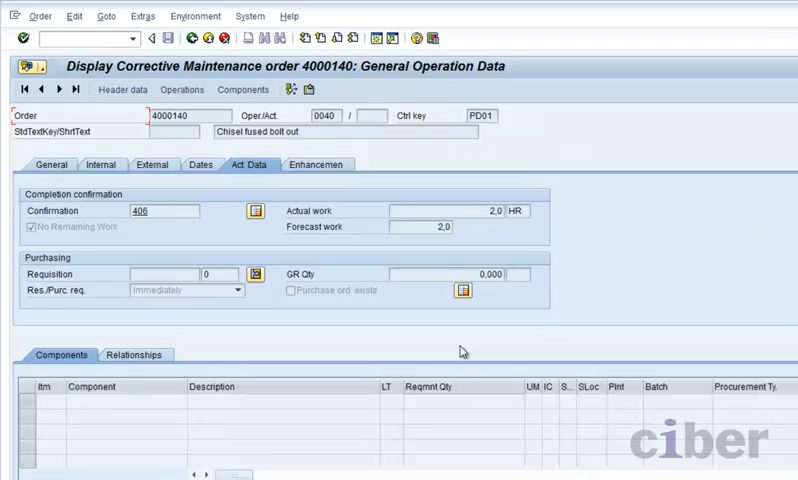 Order Edit Goto Extras Environment System Help
Display Corrective Maintenance order 4000140: General Operation Data
Header data Operations Components
Order 4000140 Oper./Act. 0040 / Ctrl key PD01
StdTextKey/ShrtText Chisel fused bolt out
General Internal External Dates Act. Data Enhancemen
Completion confirmation
Confirmation 406 Actual work 2,0 HR
No Remaining Work Forecast work 2,0
Purchasing
Requisition 0 GR Qty 0,000
Res./Purc. req. Immediately Purchase ord. exists
Components Relationships
Itm Component Description LT Reqmnt Qty UM IC S... SLoc Plnt Batch Procurement Ty.
ciber